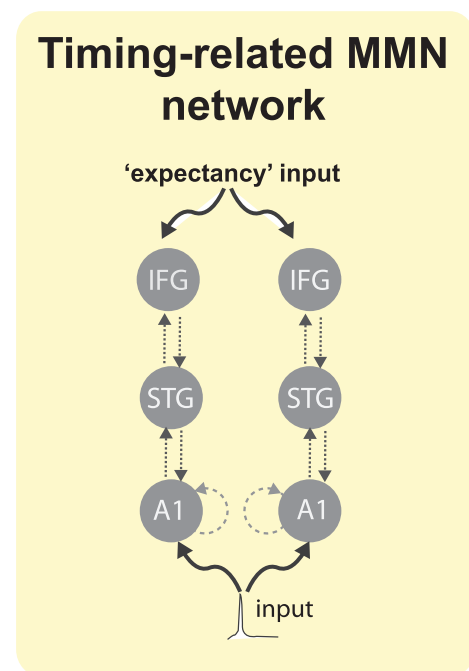 Timing-related MMN
network
‘expectancy’ input
IFG IFG
STG STG
A1 A1
input